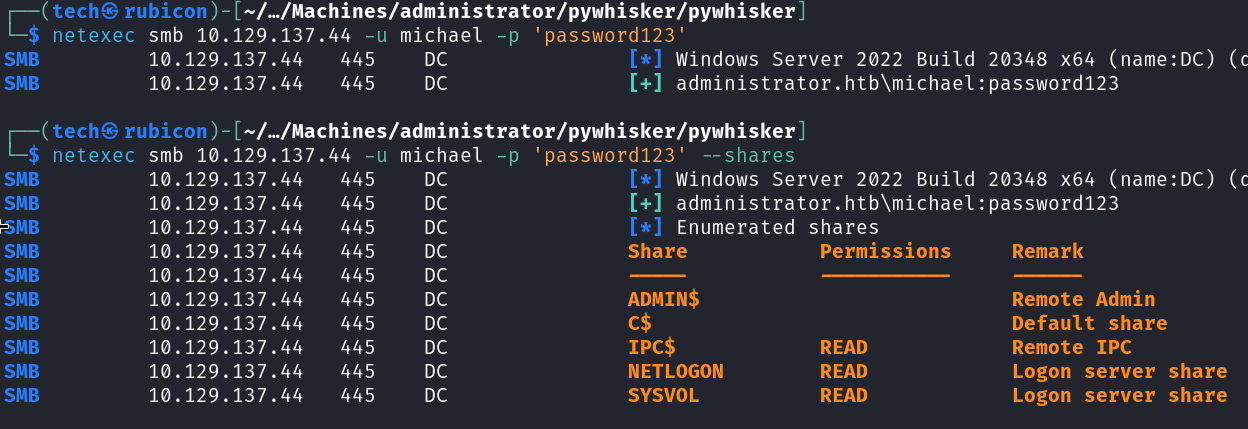 ┌──(tech㉿rubicon)-[~/…/Machines/administrator/pywhisker/pywhisker]
└─$ netexec smb 10.129.137.44 -u michael -p 'password123'
SMB 10.129.137.44 445 DC [*] Windows Server 2022 Build 20348 x64 (name:DC) (d
SMB 10.129.137.44 445 DC [+] administrator.htb\michael:password123
┌──(tech㉿rubicon)-[~/…/Machines/administrator/pywhisker/pywhisker]
└─$ netexec smb 10.129.137.44 -u michael -p 'password123' --shares
SMB 10.129.137.44 445 DC [*] Windows Server 2022 Build 20348 x64 (name:DC) (d
SMB 10.129.137.44 445 DC [+] administrator.htb\michael:password123
SMB 10.129.137.44 445 DC [*] Enumerated shares
SMB 10.129.137.44 445 DC Share Permissions Remark
SMB 10.129.137.44 445 DC ----- ----------- ------
SMB 10.129.137.44 445 DC ADMIN$ Remote Admin
SMB 10.129.137.44 445 DC C$ Default share
SMB 10.129.137.44 445 DC IPC$ READ Remote IPC
SMB 10.129.137.44 445 DC NETLOGON READ Logon server share
SMB 10.129.137.44 445 DC SYSVOL READ Logon server share